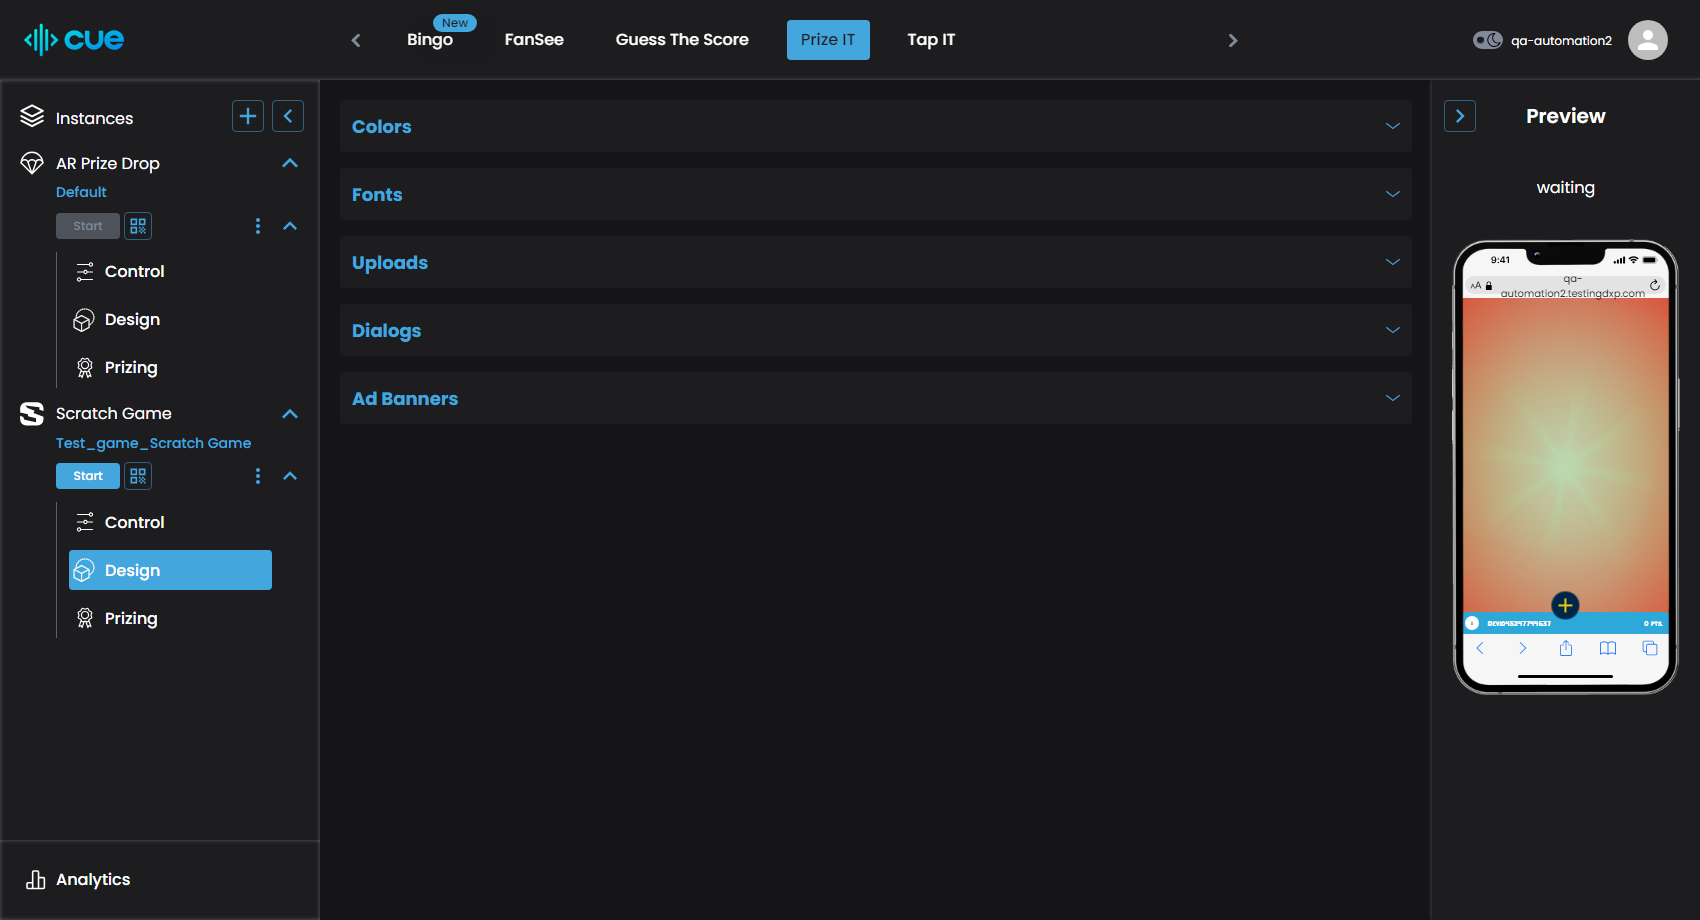 cue
New
Bingo
FanSee
Guess The Score
Prize IT
Tap IT
qa-automation2
Instances
AR Prize Drop
Default
Start
Control
Design
Prizing
Scratch Game
Test_game_Scratch Game
Start
Control
Design
Prizing
Analytics
Colors
Fonts
Uploads
Dialogs
Ad Banners
Preview
waiting
9:41
AA
qa-
automation2.testingdxp.com
0 PTS.